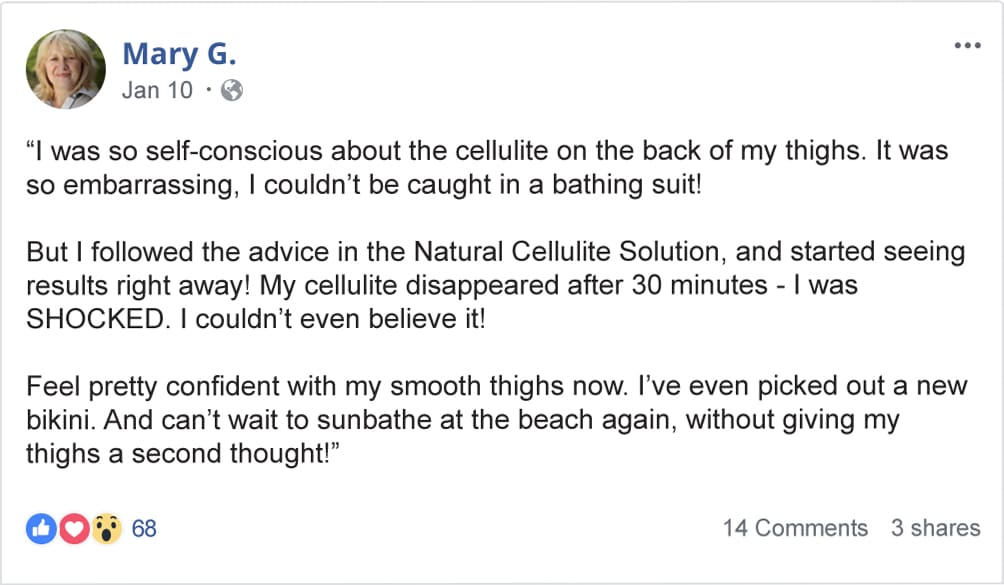 Mary G.
Jan 10 ·
“I was so self-conscious about the cellulite on the back of my thighs. It was
so embarrassing, I couldn’t be caught in a bathing suit!
But I followed the advice in the Natural Cellulite Solution, and started seeing
results right away! My cellulite disappeared after 30 minutes - I was
SHOCKED. I couldn’t even believe it!
Feel pretty confident with my smooth thighs now. I’ve even picked out a new
bikini. And can’t wait to sunbathe at the beach again, without giving my
thighs a second thought!”
68 14 Comments 3 shares